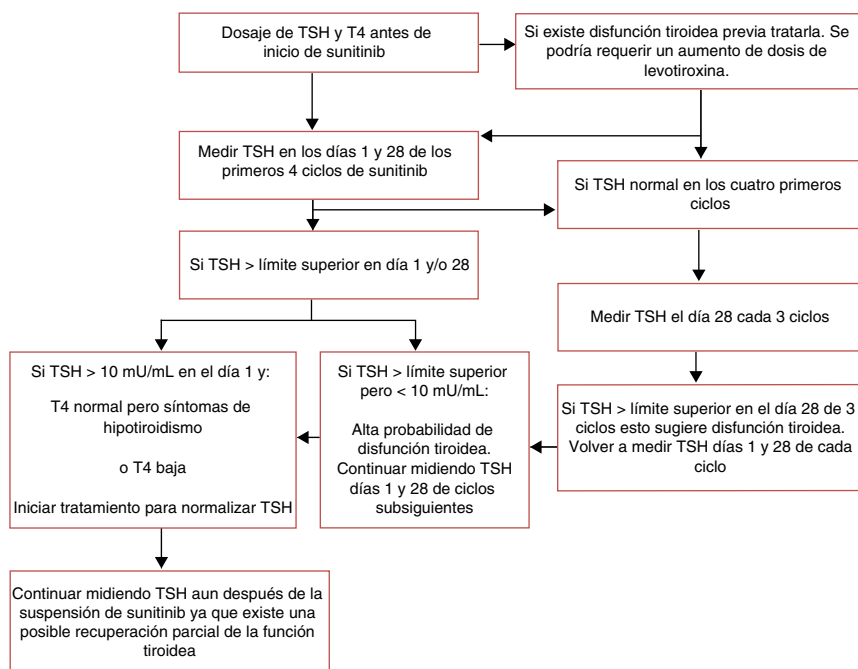 Dosaje de TSH y T4 antes de
inicio de sunitinib
Si existe disfunción tiroidea previa tratarla. Se
podría requerir un aumento de dosis de
levotiroxina.
Medir TSH en los días 1 y 28 de los
primeros 4 ciclos de sunitinib
Si TSH normal en los cuatro primeros
ciclos
Si TSH > límite superior en día 1 y/o 28
Medir TSH el día 28 cada 3 ciclos
Si TSH > 10 mU/mL en el día 1 y:
T4 normal pero síntomas de
hipotiroidismo
o T4 baja
Iniciar tratamiento para normalizar TSH
Si TSH > límite superior
pero < 10 mU/mL:
Alta probabilidad de
disfunción tiroidea.
Continuar midiendo TSH
días 1 y 28 de ciclos
subsiguientes
Si TSH > límite superior en el día 28 de 3
ciclos esto sugiere disfunción tiroidea.
Volver a medir TSH días 1 y 28 de cada
ciclo
Continuar midiendo TSH aun después de la
suspensión de sunitinib ya que existe una
posible recuperación parcial de la función
tiroidea